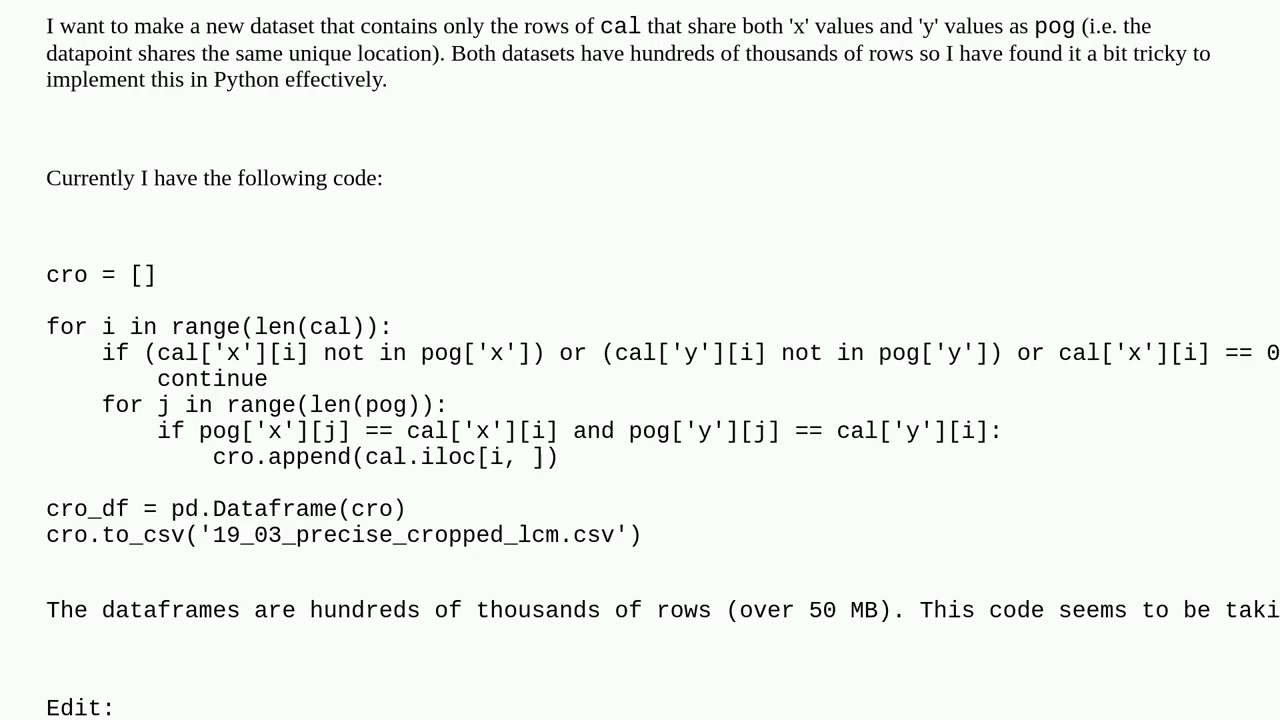 I want to make a new dataset that contains only the rows of cal that share both 'x' values and 'y' values as pog (i.e. the
datapoint shares the same unique location). Both datasets have hundreds of thousands of rows so I have found it a bit tricky to
implement this in Python effectively.
Currently I have the following code:
cro = []
for i in range(len(cal)):
    if (cal['x'][i] not in pog['x']) or (cal['y'][i] not in pog['y']) or cal['x'][i] == 0
        continue
    for j in range(len(pog)):
        if pog['x'][j] == cal['x'][i] and pog['y'][j] == cal['y'][i]:
            cro.append(cal.iloc[i, ])
cro_df = pd.Dataframe(cro)
cro.to_csv('19_03_precise_cropped_lcm.csv')
The dataframes are hundreds of thousands of rows (over 50 MB). This code seems to be taki
Edit: